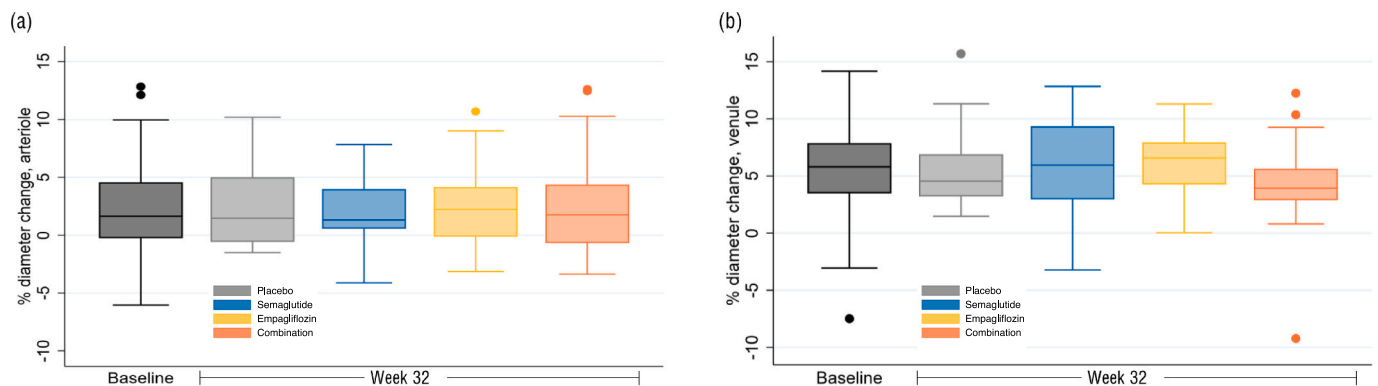 (a)
% diameter change, arteriole
15
10
5
0
-5
-10
Placebo
Semaglutide
Empagliflozin
Combination
Baseline
Week 32
(b)
% diameter change, venule
15
10
5
0
-5
-10
Placebo
Semaglutide
Empagliflozin
Combination
Baseline
Week 32